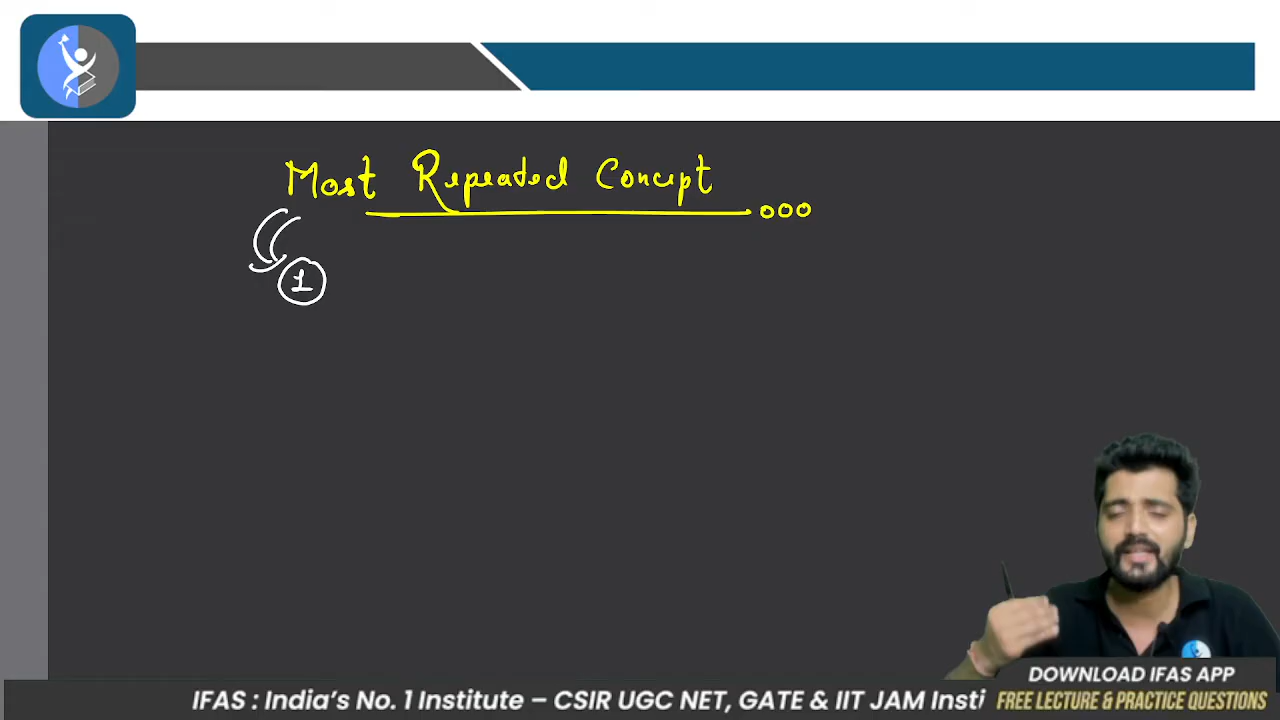 Most Repeated Concept
1
DOWNLOAD IFAS APP
IFAS : India's No. 1 Institute – CSIR UGC NET, GATE & IIT JAM Insti
FREE LECTURE & PRACTICE QUESTIONS